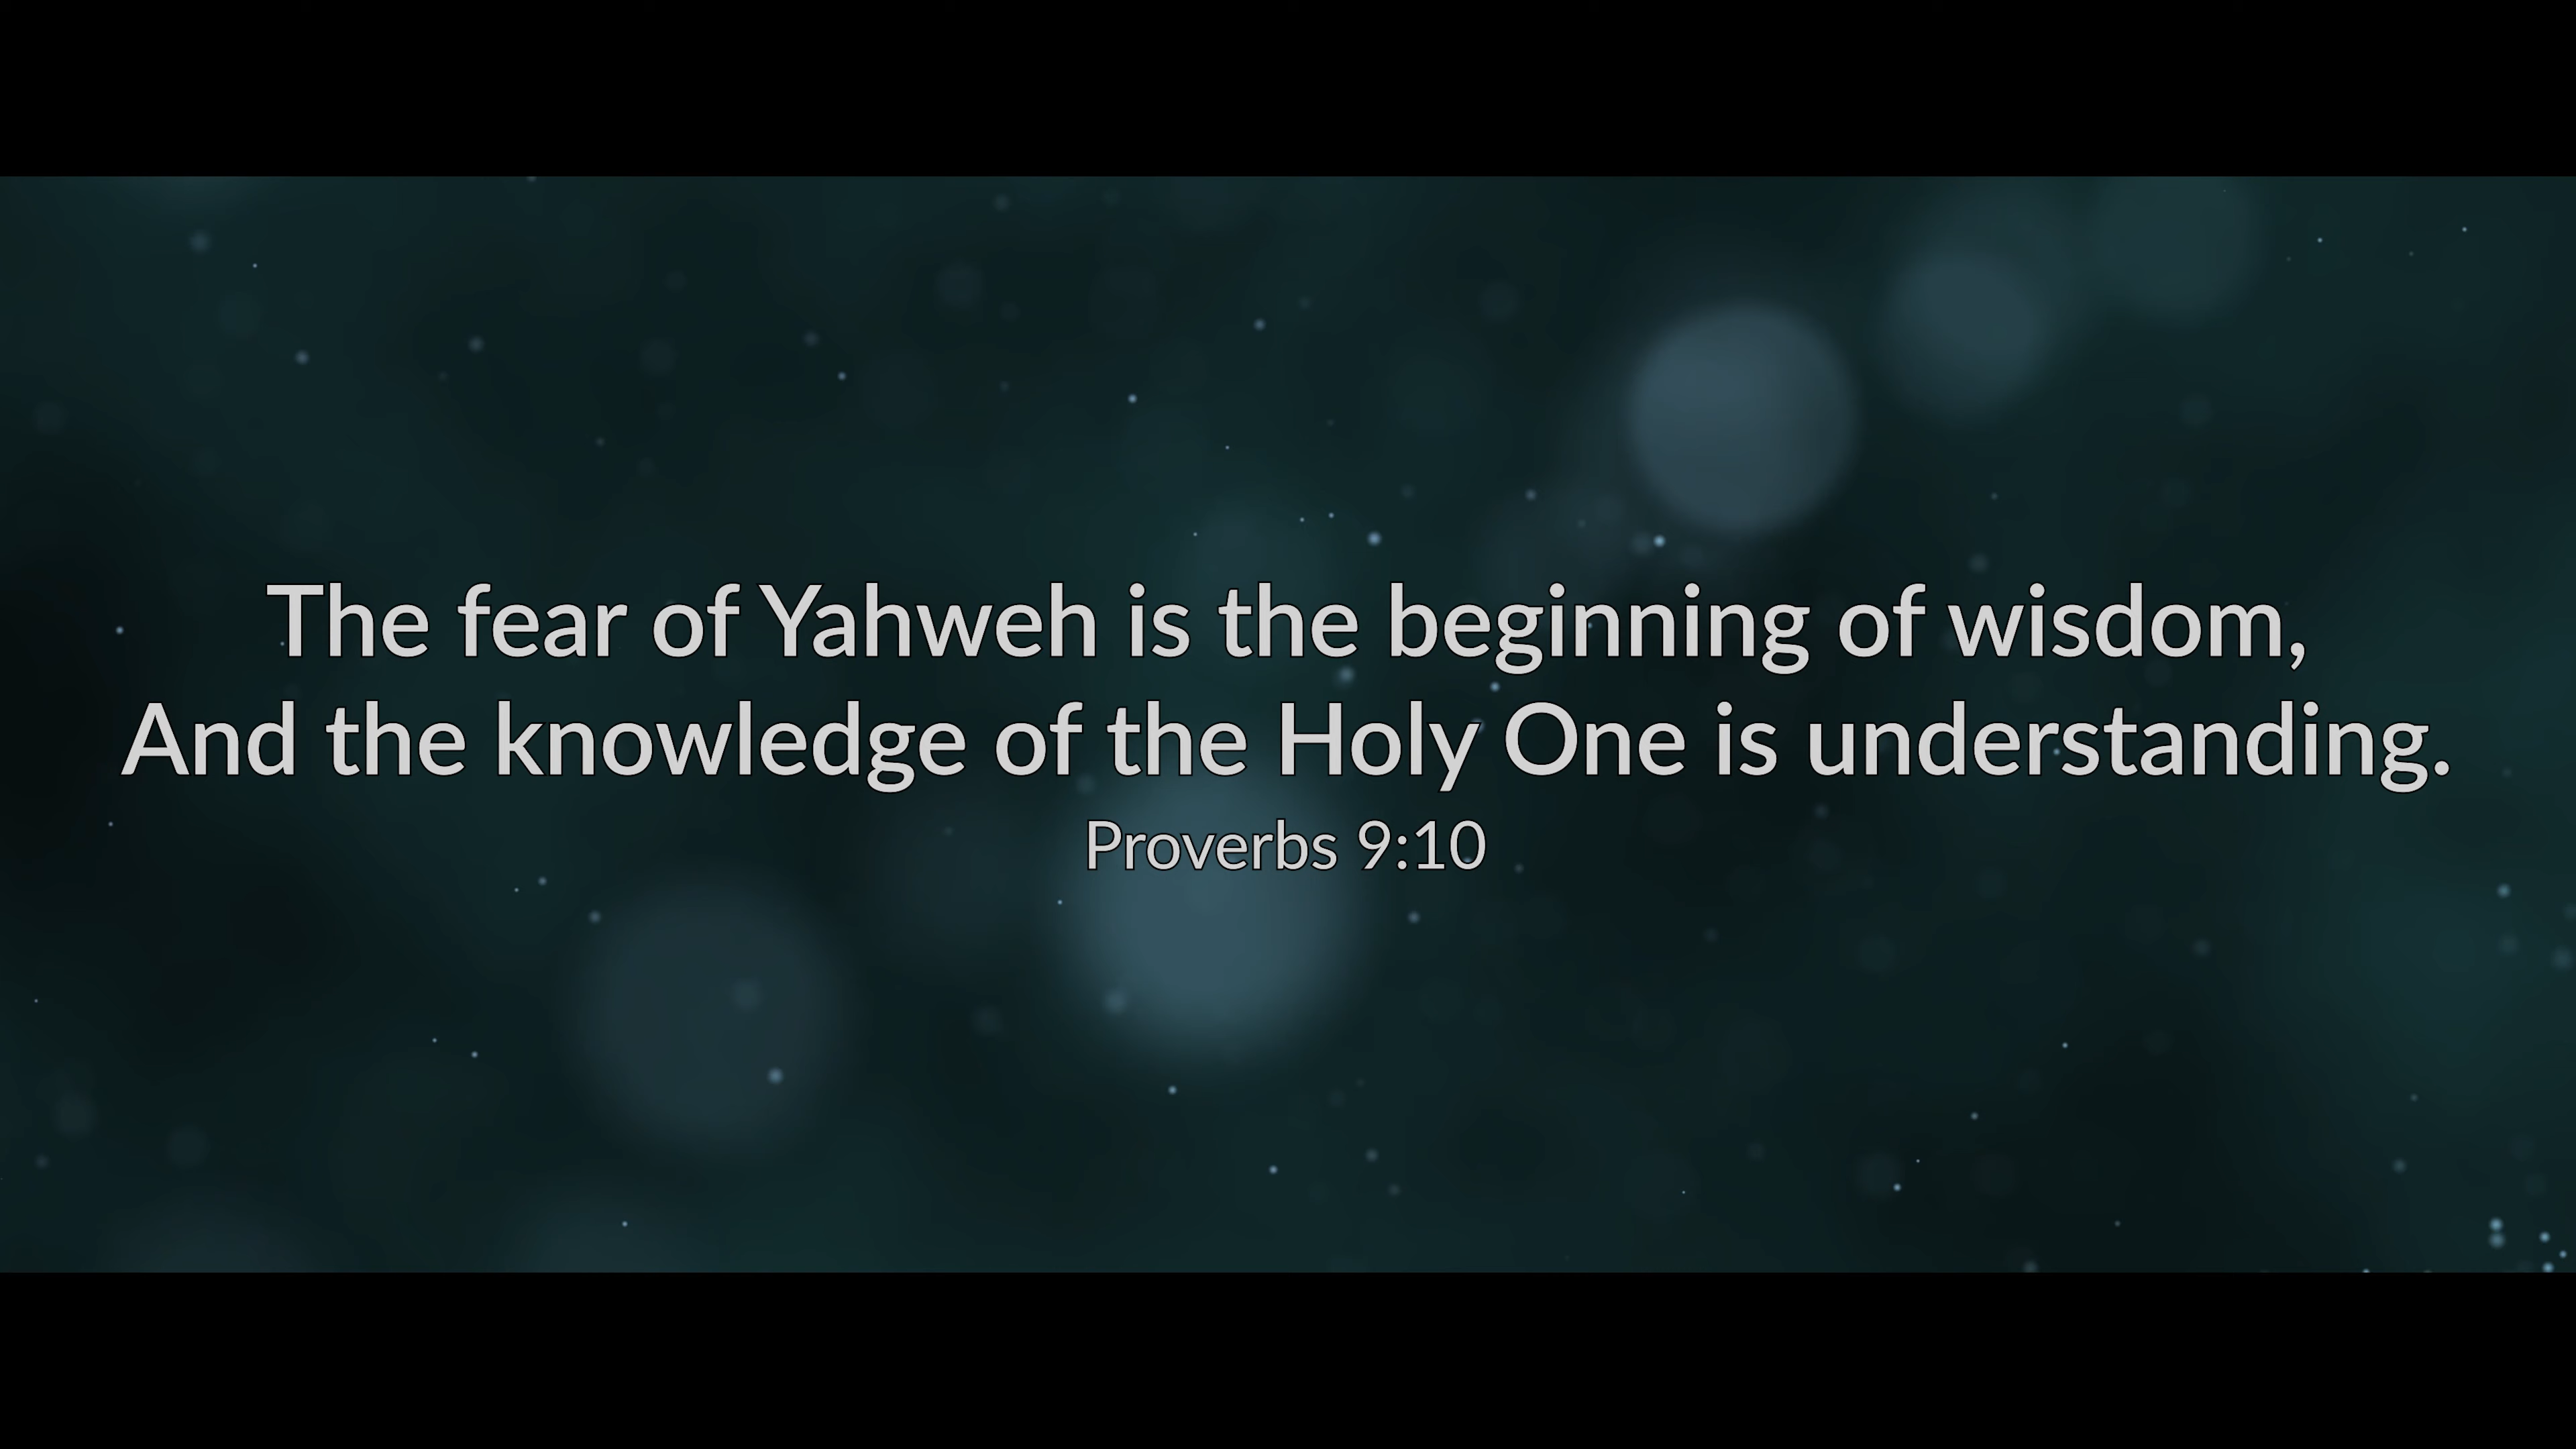 The fear of Yahweh is the beginning of wisdom,
And the knowledge of the Holy One is understanding.
Proverbs 9:10